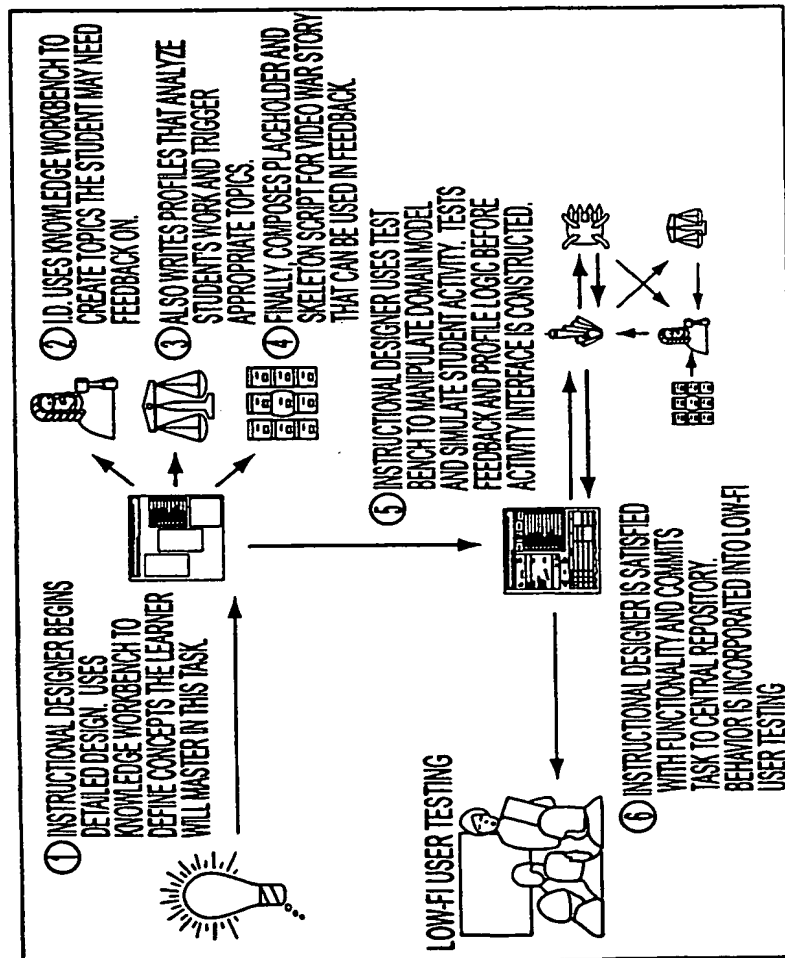 ① INSTRUCTIONAL DESIGNER BEGINS
DETAILED DESIGN. USES
KNOWLEDGE WORKBENCH TO
DEFINE CONCEPTS THE LEARNER
WILL MASTER IN THIS TASK.
② I.D. USES KNOWLEDGE WORKBENCH TO
CREATE TOPICS THE STUDENT MAY NEED
FEEDBACK ON.
③ ALSO WRITES PROFILES THAT ANALYZE
STUDENTS WORK AND TRIGGER
APPROPRIATE TOPICS.
④ FINALLY, COMPOSES PLACEHOLDER AND
SKELETON SCRIPT FOR VIDEO WAR STORY
THAT CAN BE USED IN FEEDBACK.
⑤ INSTRUCTIONAL DESIGNER USES TEST
BENCH TO MANIPULATE DOMAIN MODEL
AND SIMULATE STUDENT ACTIVITY. TESTS
FEEDBACK AND PROFILE LOGIC BEFORE
ACTIVITY INTERFACE IS CONSTRUCTED.
LOW-FI USER TESTING
⑥ INSTRUCTIONAL DESIGNER IS SATISFIED
WITH FUNCTIONALITY AND COMMITS
TASK TO CENTRAL REPOSITORY.
BEHAVIOR IS INCORPORATED INTO LOW-FI
USER TESTING